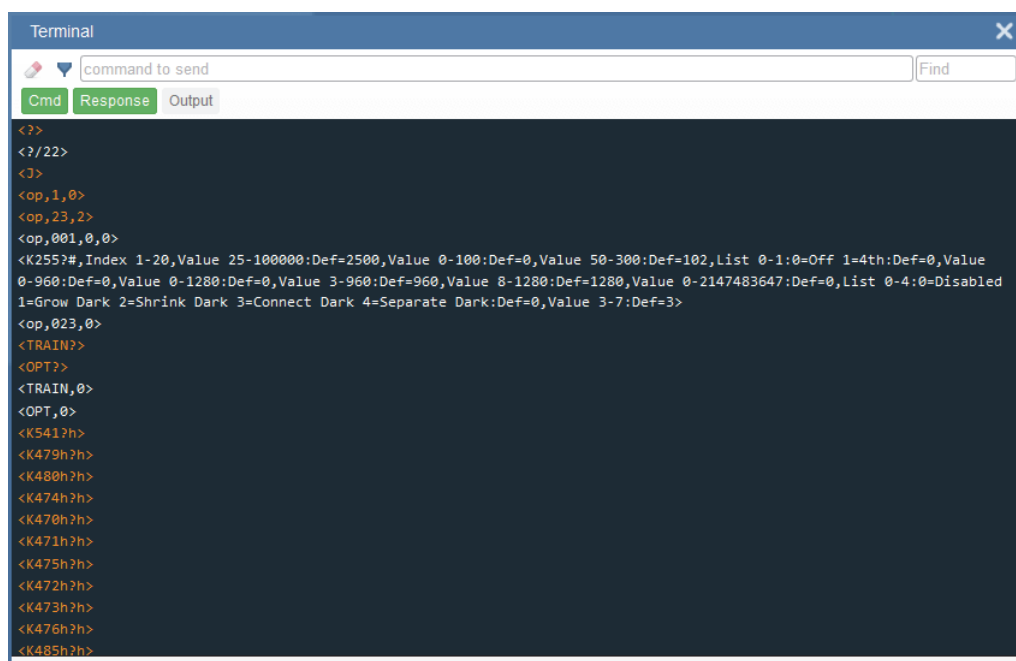 Terminal
command to send
Find
Cmd Response Output
<?>
<?/22>
<J>
<op,1,0>
<op,23,2>
<op,001,0,0>
<K255?#,Index 1-20,Value 25-100000:Def=2500,Value 0-100:Def=0,Value 50-300:Def=102,List 0-1:0=Off 1=4th:Def=0,Value
0-960:Def=0,Value 0-1280:Def=0,Value 3-960:Def=960,Value 8-1280:Def=1280,Value 0-2147483647:Def=0,List 0-4:0=Disabled
1=Grow Dark 2=Shrink Dark 3=Connect Dark 4=Separate Dark:Def=0,Value 3-7:Def=3>
<op,023,0>
<TRAIN?>
<OPT?>
<TRAIN,0>
<OPT,0>
<K541?h>
<K479h?h>
<K480h?h>
<K474h?h>
<K470h?h>
<K471h?h>
<K475h?h>
<K472h?h>
<K473h?h>
<K476h?h>
<K485h?h>